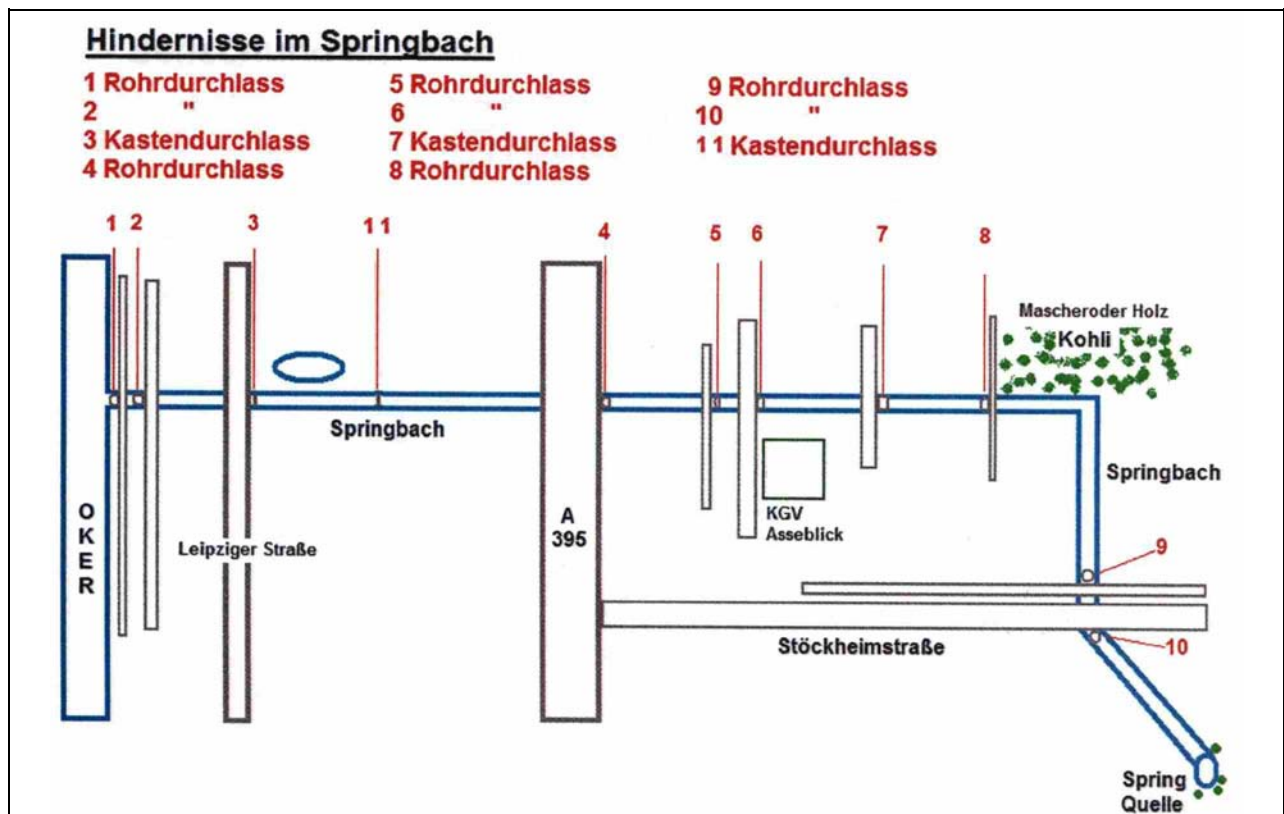 Hindernisse im Springbach
1 Rohrdurchlass
2 "
3 Kastendurchlass
4 Rohrdurchlass
5 Rohrdurchlass
6 "
7 Kastendurchlass
8 Rohrdurchlass
9 Rohrdurchlass
10 "
11 Kastendurchlass
1 2 3 11 4 5 6 7 8
Mascheroder Holz
Kohli
Springbach
Springbach
OKER
Leipziger Straße
A
395
KGV
Asseblick
9
Stöckheimstraße
10
Spring
Quelle